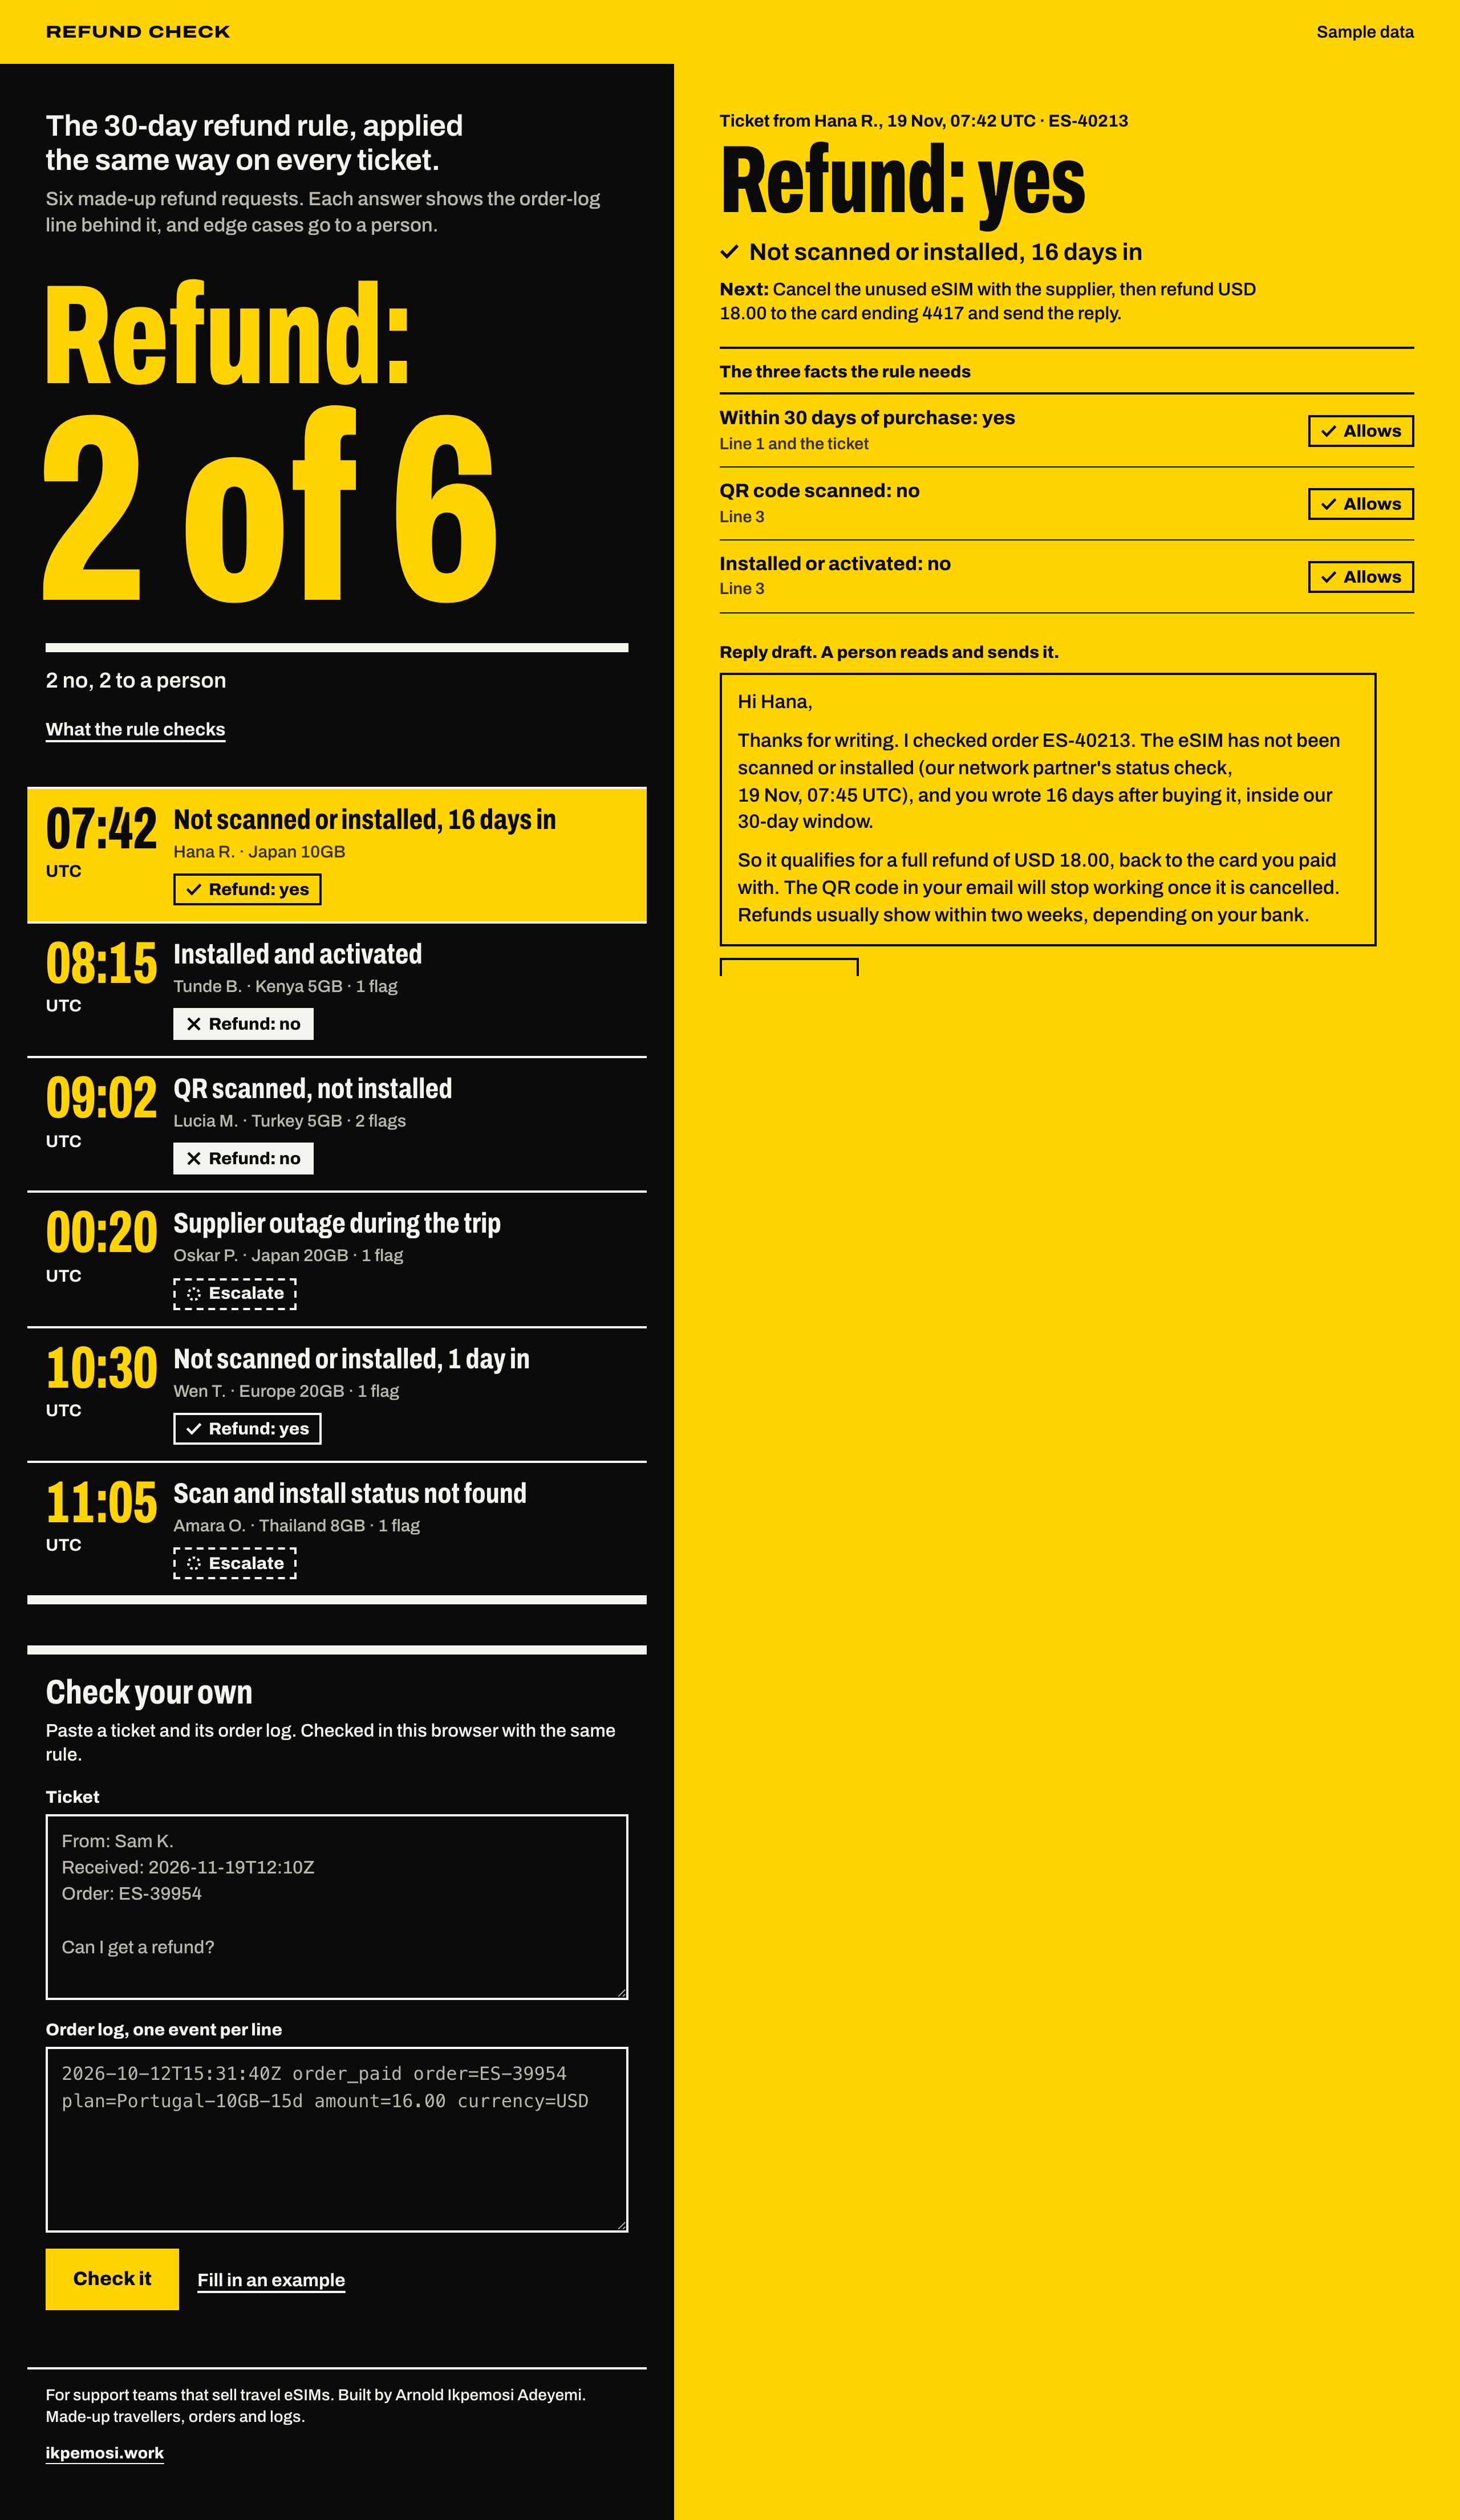 REFUND CHECK
Sample data
The 30-day refund rule, applied
the same way on every ticket.
Six made-up refund requests. Each answer shows the order-log
line behind it, and edge cases go to a person.
Refund:
2 of 6
2 no, 2 to a person
What the rule checks
07:42
UTC
Not scanned or installed, 16 days in
Hana R. · Japan 10GB
Refund: yes
08:15
UTC
Installed and activated
Tunde B. · Kenya 5GB · 1 flag
Refund: no
09:02
UTC
QR scanned, not installed
Lucia M. · Turkey 5GB · 2 flags
Refund: no
00:20
UTC
Supplier outage during the trip
Oskar P. · Japan 20GB · 1 flag
Escalate
10:30
UTC
Not scanned or installed, 1 day in
Wen T. · Europe 20GB · 1 flag
Refund: yes
11:05
UTC
Scan and install status not found
Amara O. · Thailand 8GB · 1 flag
Escalate
Check your own
Paste a ticket and its order log. Checked in this browser with the same
rule.
Ticket
From: Sam K.
Received: 2026-11-19T12:10Z
Order: ES-39954
Can I get a refund?
Order log, one event per line
2026-10-12T15:31:40Z order_paid order=ES-39954
plan=Portugal-10GB-15d amount=16.00 currency=USD
Check it
Fill in an example
For support teams that sell travel eSIMs. Built by Arnold Ikpemosi Adeyemi.
Made-up travellers, orders and logs.
ikpemosi.work
Ticket from Hana R., 19 Nov, 07:42 UTC · ES-40213
Refund: yes
Not scanned or installed, 16 days in
Next: Cancel the unused eSIM with the supplier, then refund USD
18.00 to the card ending 4417 and send the reply.
The three facts the rule needs
Within 30 days of purchase: yes
Line 1 and the ticket
Allows
QR code scanned: no
Line 3
Allows
Installed or activated: no
Line 3
Allows
Reply draft. A person reads and sends it.
Hi Hana,
Thanks for writing. I checked order ES-40213. The eSIM has not been
scanned or installed (our network partner's status check,
19 Nov, 07:45 UTC), and you wrote 16 days after buying it, inside our
30-day window.
So it qualifies for a full refund of USD 18.00, back to the card you paid
with. The QR code in your email will stop working once it is cancelled.
Refunds usually show within two weeks, depending on your bank.